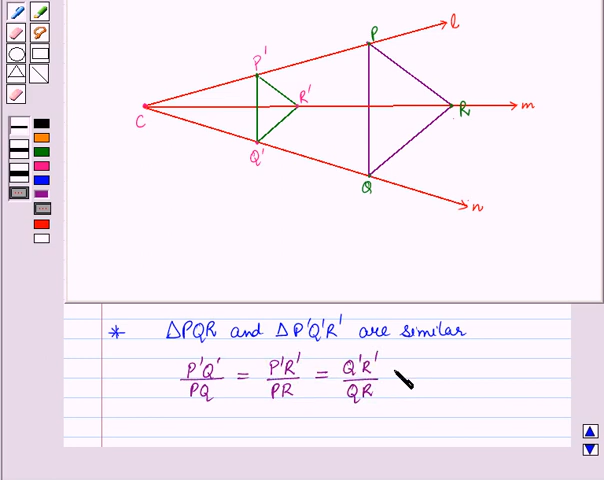 l
P
P'
R'
R
m
C
Q'
Q
n
* ΔPQR and ΔP'Q'R' are similar
P'Q'/PQ = P'R'/PR = Q'R'/QR